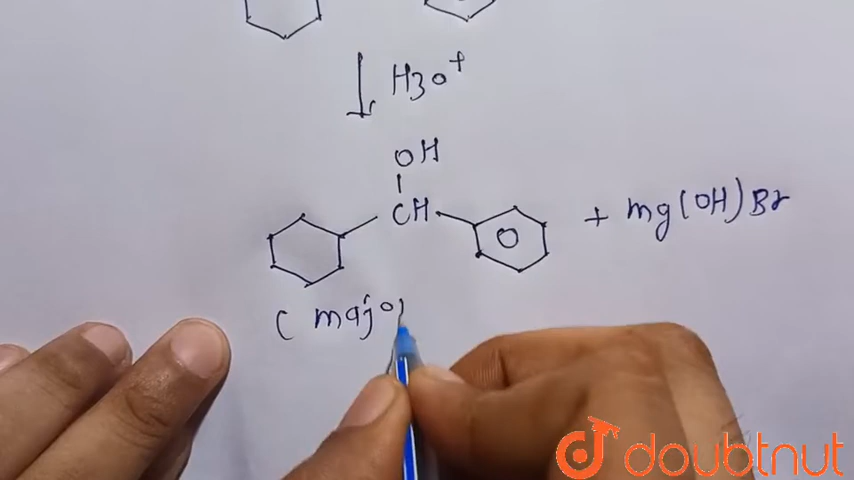 H3O+
OH
CH + mg(OH)Br
( major
doubtnut